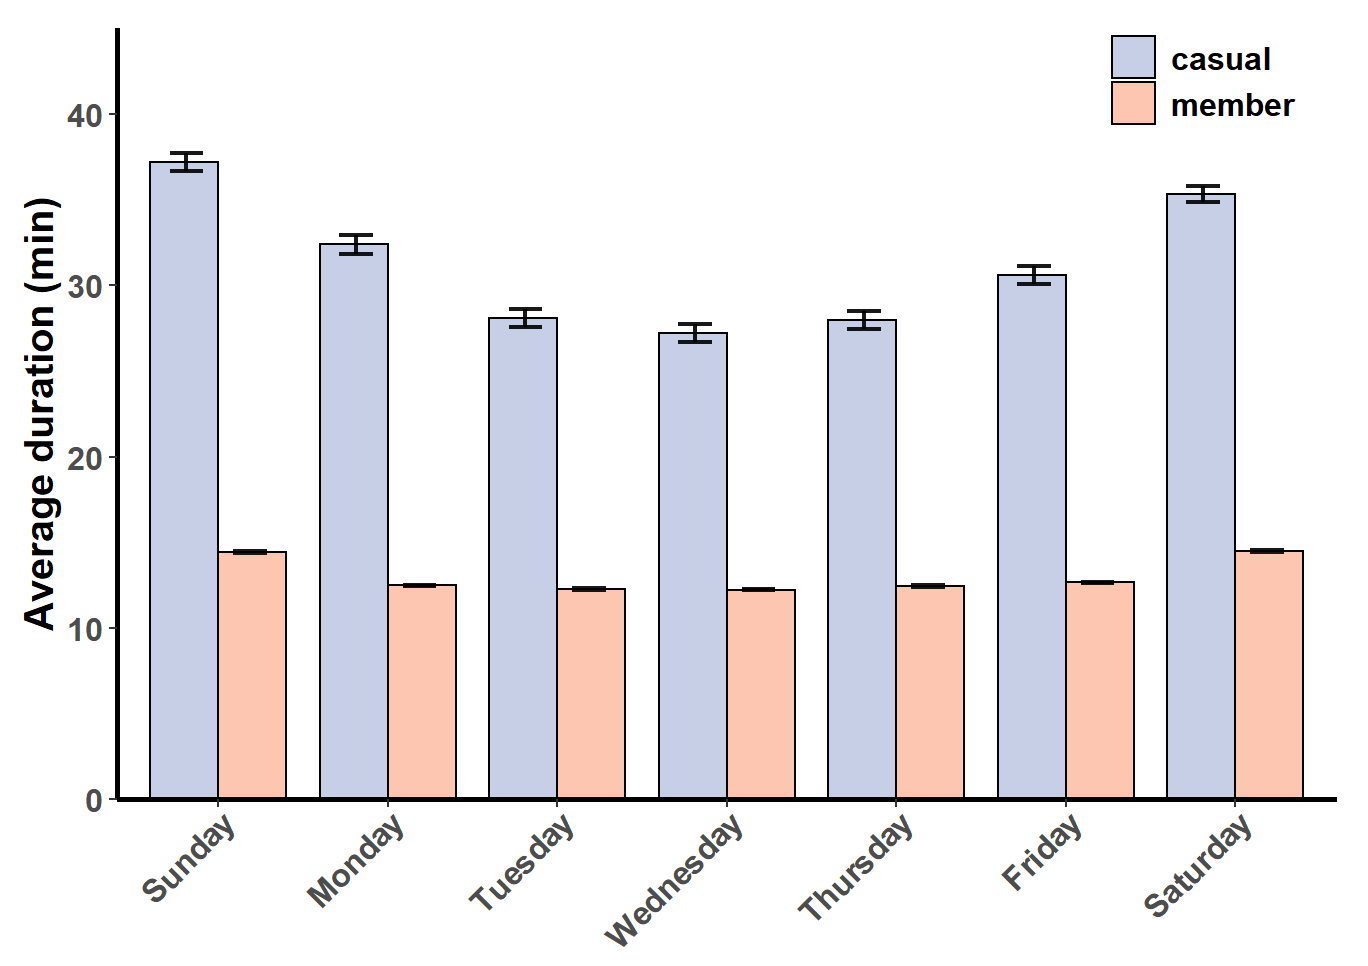 casual
member
Average duration (min)
40
30
20
10
0
Sunday
Monday
Tuesday
Wednesday
Thursday
Friday
Saturday